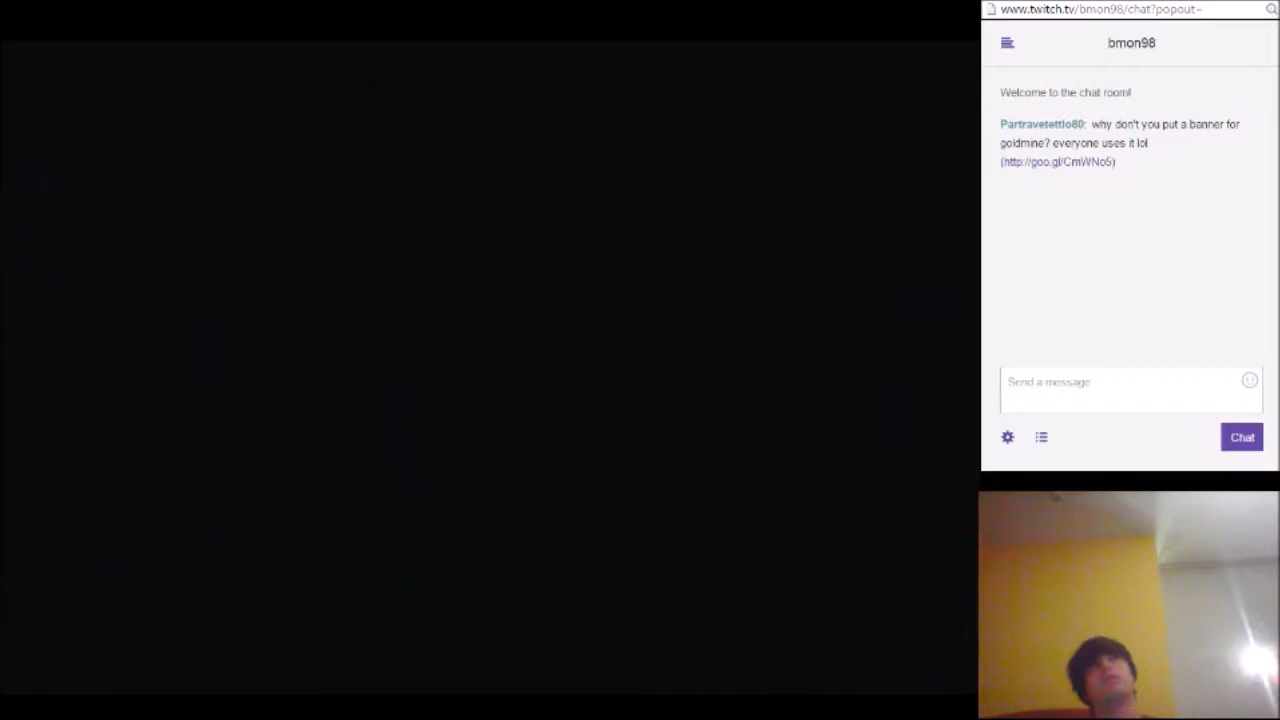 www.twitch.tv/bmon98/chat?popout=
bmon98
Welcome to the chat room!
Partravetettio80: why don't you put a banner for
goldmine? everyone uses it lol
(http://goo.gl/CmWNo5)
Send a message
Chat